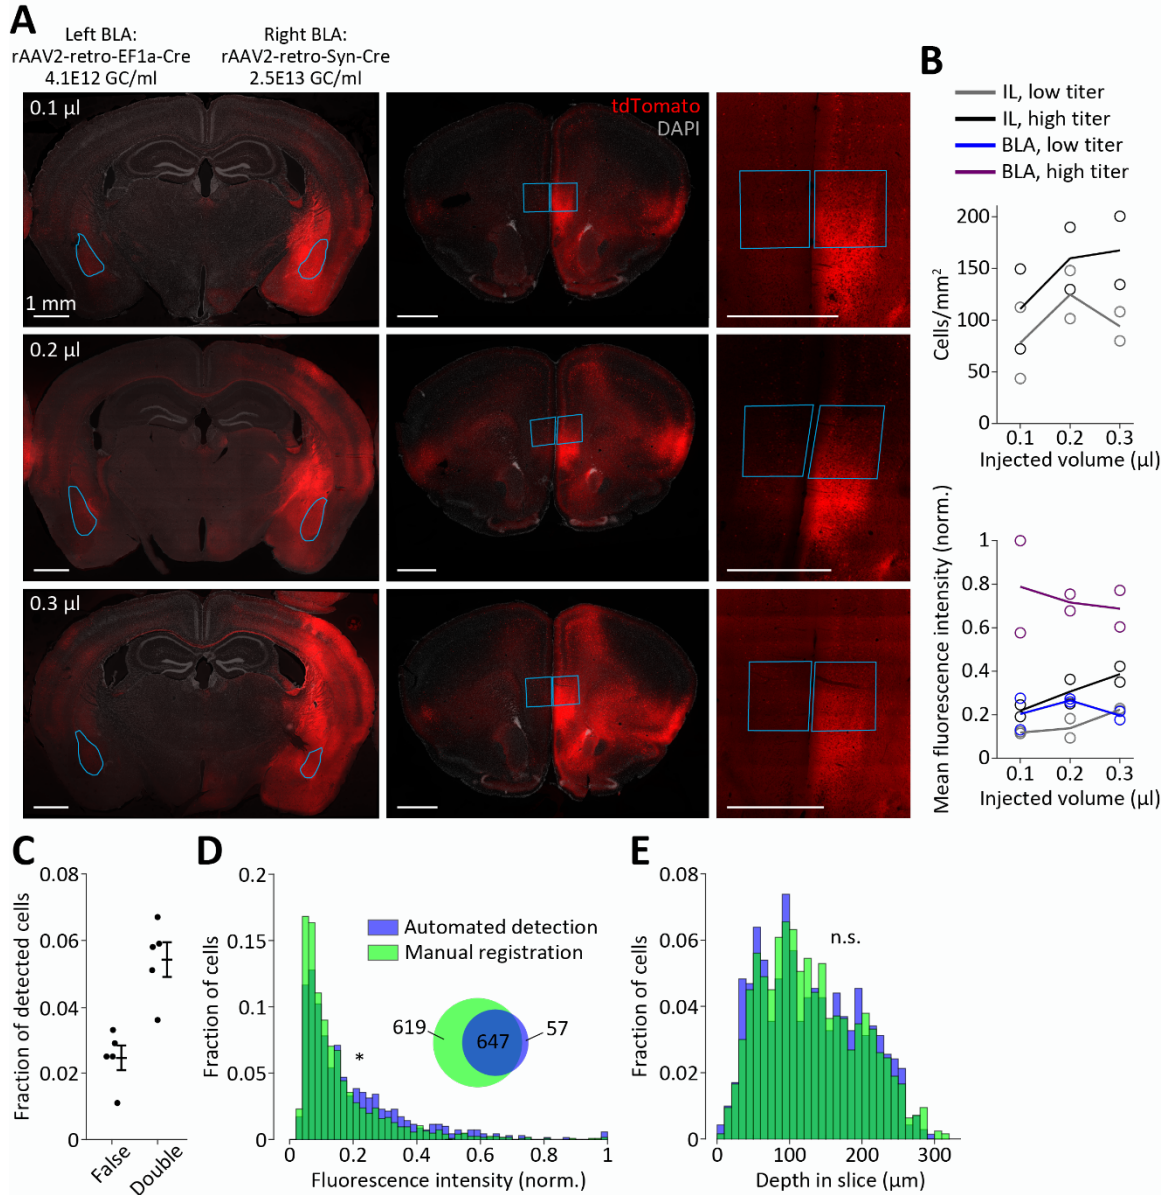 A
Left BLA:
rAAV2-retro-EF1a-Cre
4.1E12 GC/ml
Right BLA:
rAAV2-retro-Syn-Cre
2.5E13 GC/ml
0.1 µl
1 mm
tdTomato
DAPI
0.2 µl
0.3 µl
B
IL, low titer
IL, high titer
BLA, low titer
BLA, high titer
Cells/mm²
200
150
100
50
0
0.1 0.2 0.3
Injected volume (µl)
Mean fluorescence intensity (norm.)
1
0.8
0.6
0.4
0.2
0
0.1 0.2 0.3
Injected volume (µl)
C
Fraction of detected cells
0.08
0.06
0.04
0.02
0
False
Double
D
Fraction of cells
0.2
0.15
0.1
0.05
0
Automated detection
Manual registration
619
647
57
*
0 0.2 0.4 0.6 0.8 1
Fluorescence intensity (norm.)
E
Fraction of cells
0.08
0.06
0.04
0.02
0
n.s.
0 100 200 300
Depth in slice (µm)